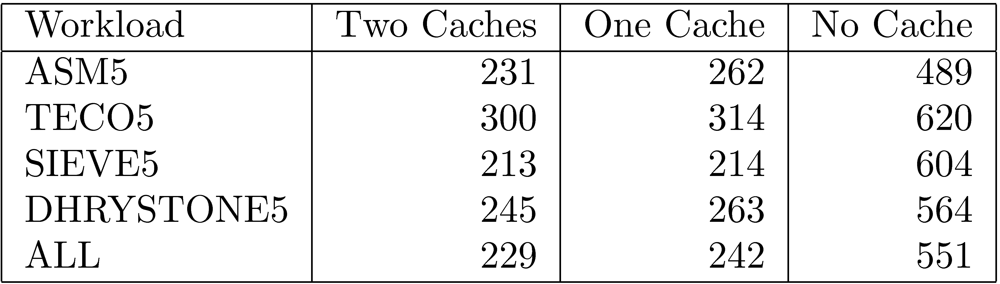 Workload Two Caches One Cache No Cache
ASM5 231 262 489
TECO5 300 314 620
SIEVE5 213 214 604
DHRYSTONE5 245 263 564
ALL 229 242 551